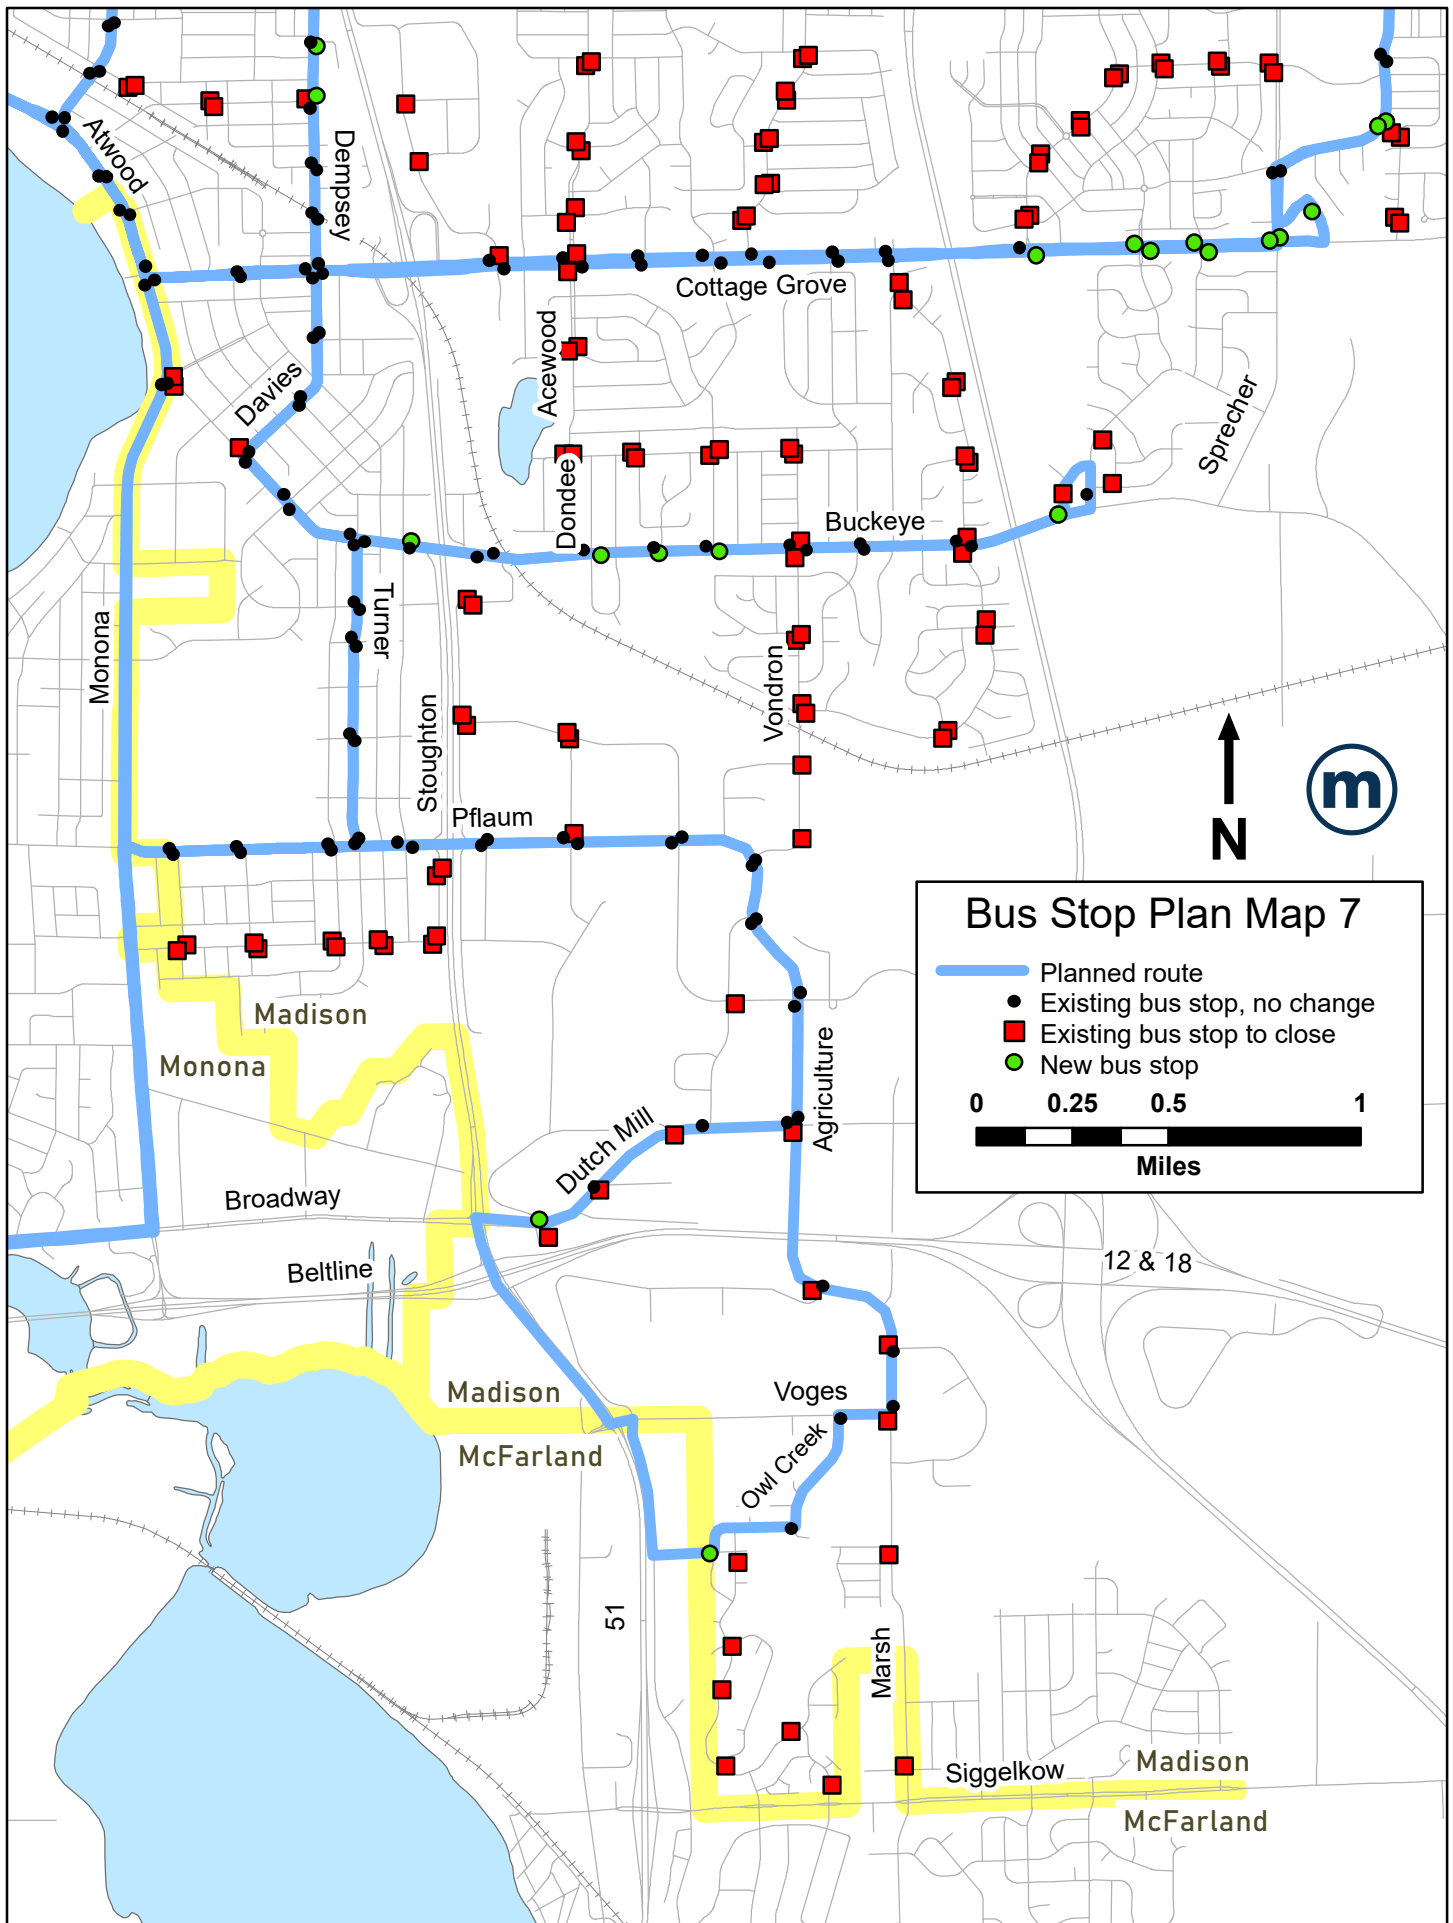 Atwood
Dempsey
Cottage Grove
Acewood
Davies
Sprecher
Dondee
Buckeye
Turner
Monona
Vondron
Stoughton
Pflaum
m
N
Bus Stop Plan Map 7
Planned route
Existing bus stop, no change
Existing bus stop to close
New bus stop
0 0.25 0.5 1
Miles
Madison
Monona
Agriculture
Dutch Mill
Broadway
Beltline
12 & 18
Madison
Voges
McFarland
Owl Creek
51
Marsh
Siggelkow
Madison
McFarland